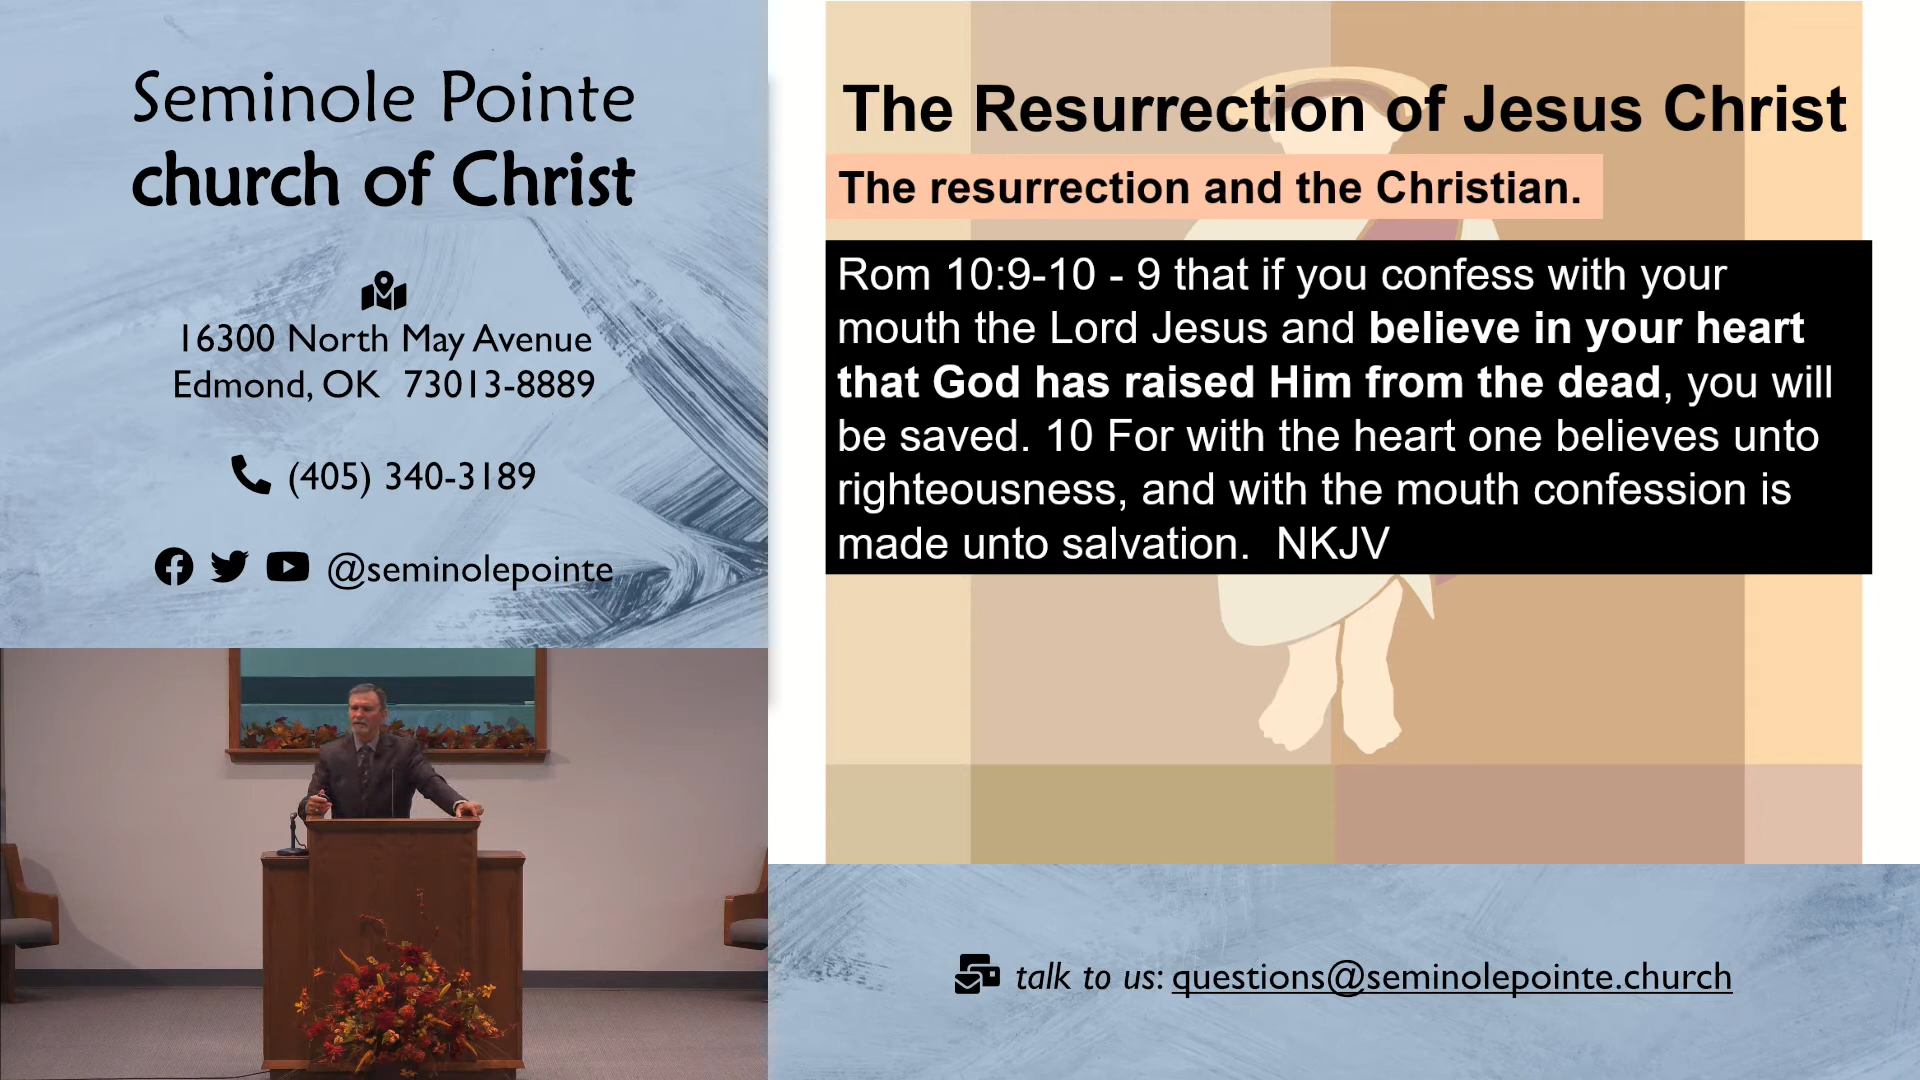 Seminole Pointe
church of Christ
16300 North May Avenue
Edmond, OK 73013-8889
(405) 340-3189
@seminolepointe
The Resurrection of Jesus Christ
The resurrection and the Christian.
Rom 10:9-10 - 9 that if you confess with your
mouth the Lord Jesus and believe in your heart
that God has raised Him from the dead, you will
be saved. 10 For with the heart one believes unto
righteousness, and with the mouth confession is
made unto salvation. NKJV
talk to us: questions@seminolepointe.church